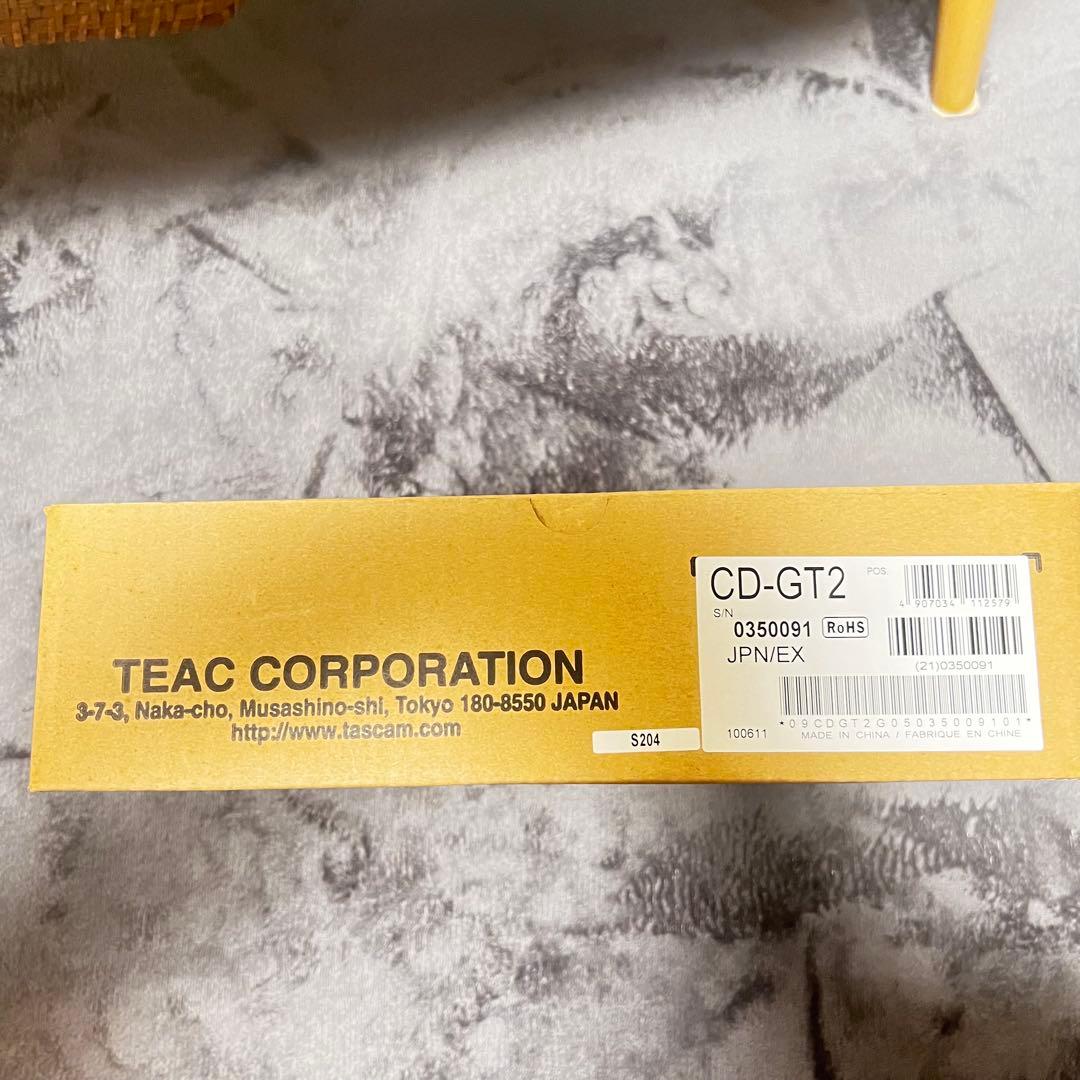 TEAC CORPORATION
3-7-3, Naka-cho, Musashino-shi, Tokyo 180-8550 JAPAN
http://www.tascam.com
S204
CD-GT2
POS.
4 907034 112579
S/N
0350091 RoHS
JPN/EX
(21)0350091
*09CDGT2G05035009101*
100611
MADE IN CHINA / FABRIQUE EN CHINE